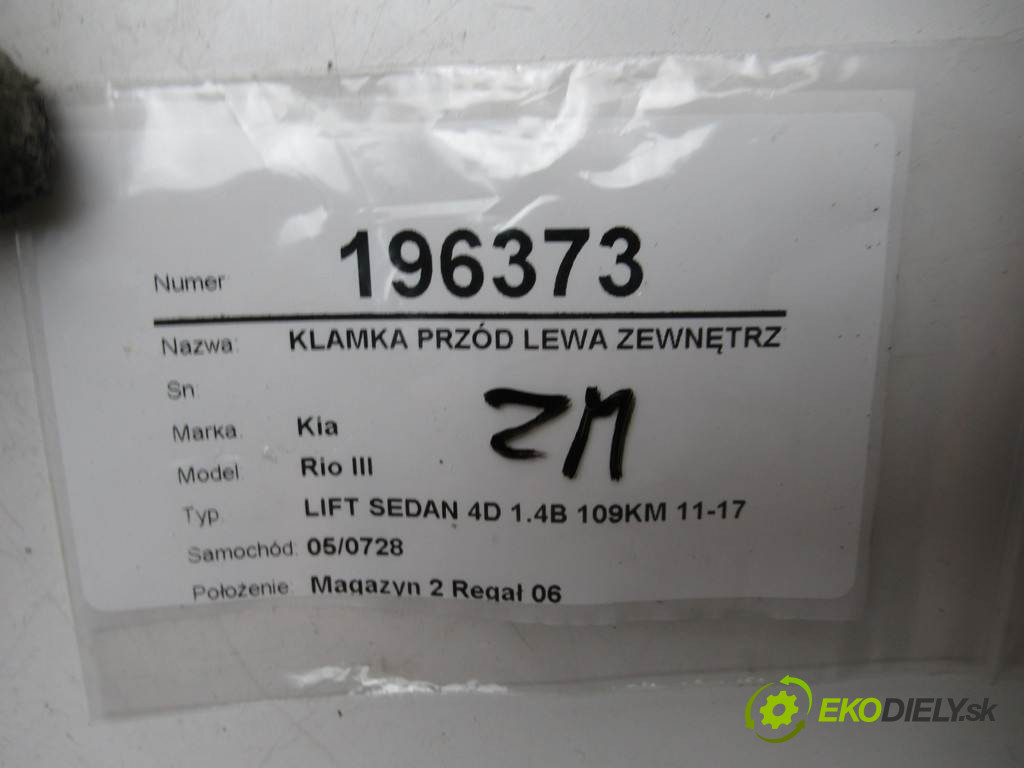 Numer: 196373
Nazwa: KLAMKA PRZÓD LEWA ZEWNĘTRZ
Sn:
Marka: Kia
Model: Rio III
Typ: LIFT SEDAN 4D 1.4B 109KM 11-17
Samochód: 05/0728
Położenie: Magazyn 2 Regał 06
EKODIELY.sk